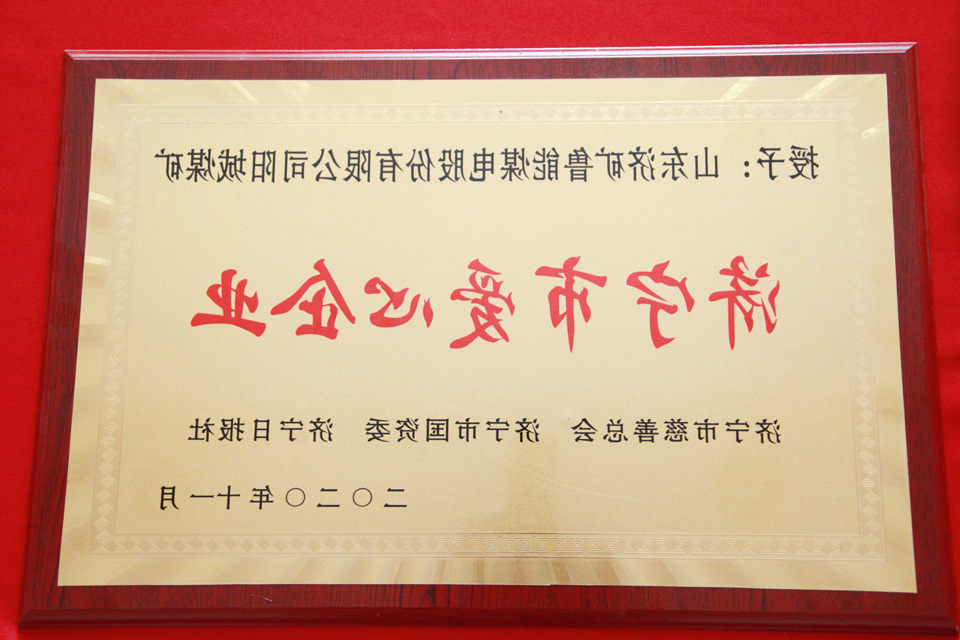 授予：山东济矿鲁能煤电股份有限公司阳城煤矿
济宁市爱心企业
济宁市慈善总会 济宁市国资委 济宁日报社
二〇二〇年十一月